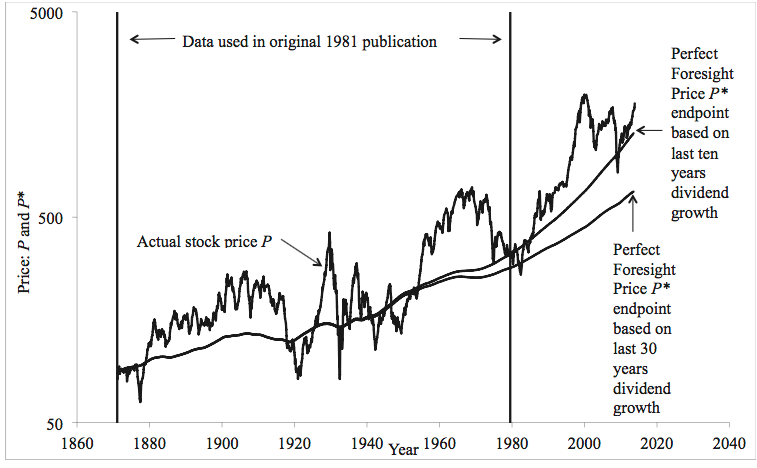 5000
Data used in original 1981 publication
Perfect
Foresight
Price P*
endpoint
based on
last ten
years
dividend
growth
Price: P and P*
500
Actual stock price P
Perfect
Foresight
Price P*
endpoint
based on
last 30
years
dividend
growth
50
1860 1880 1900 1920 1940 1960 1980 2000 2020 2040
Year